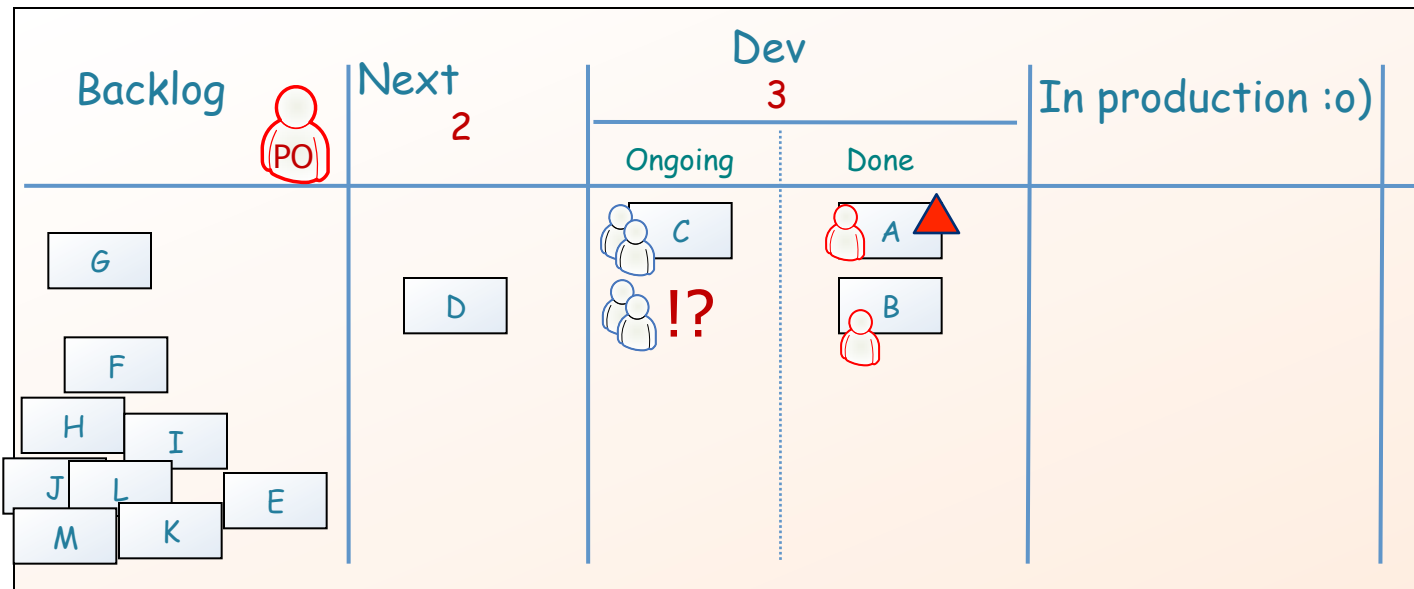 Dev
Backlog
Next
3
In production :o)
2
PO
Ongoing
Done
C
A
G
D
!?
B
F
H
I
J
L
E
M
K